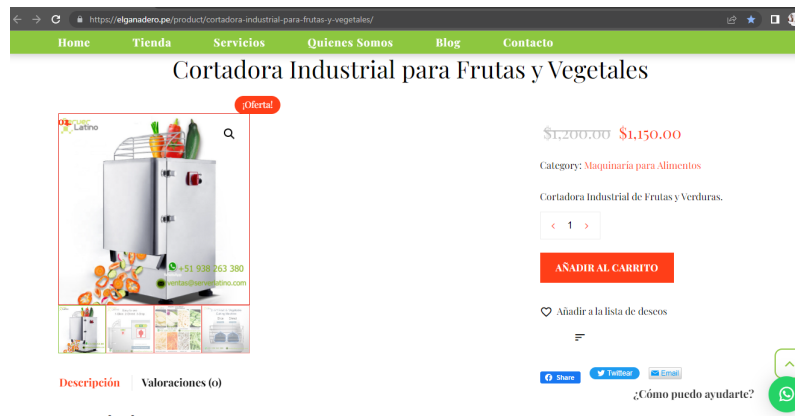 https://elganadero.pe/product/cortadora-industrial-para-frutas-y-vegetales/
Home Tienda Servicios Quienes Somos Blog Contacto
Cortadora Industrial para Frutas y Vegetales
¡Oferta!
Latino
+51 938 263 380
$1,200.00 $1,150.00
Category: Maquinaria para Alimentos
Cortadora Industrial de Frutas y Verduras.
< 1 >
AÑADIR AL CARRITO
Añadir a la lista de deseos
Share Twittear Email
Descripción Valoraciones (0)
¿Cómo puedo ayudarte?